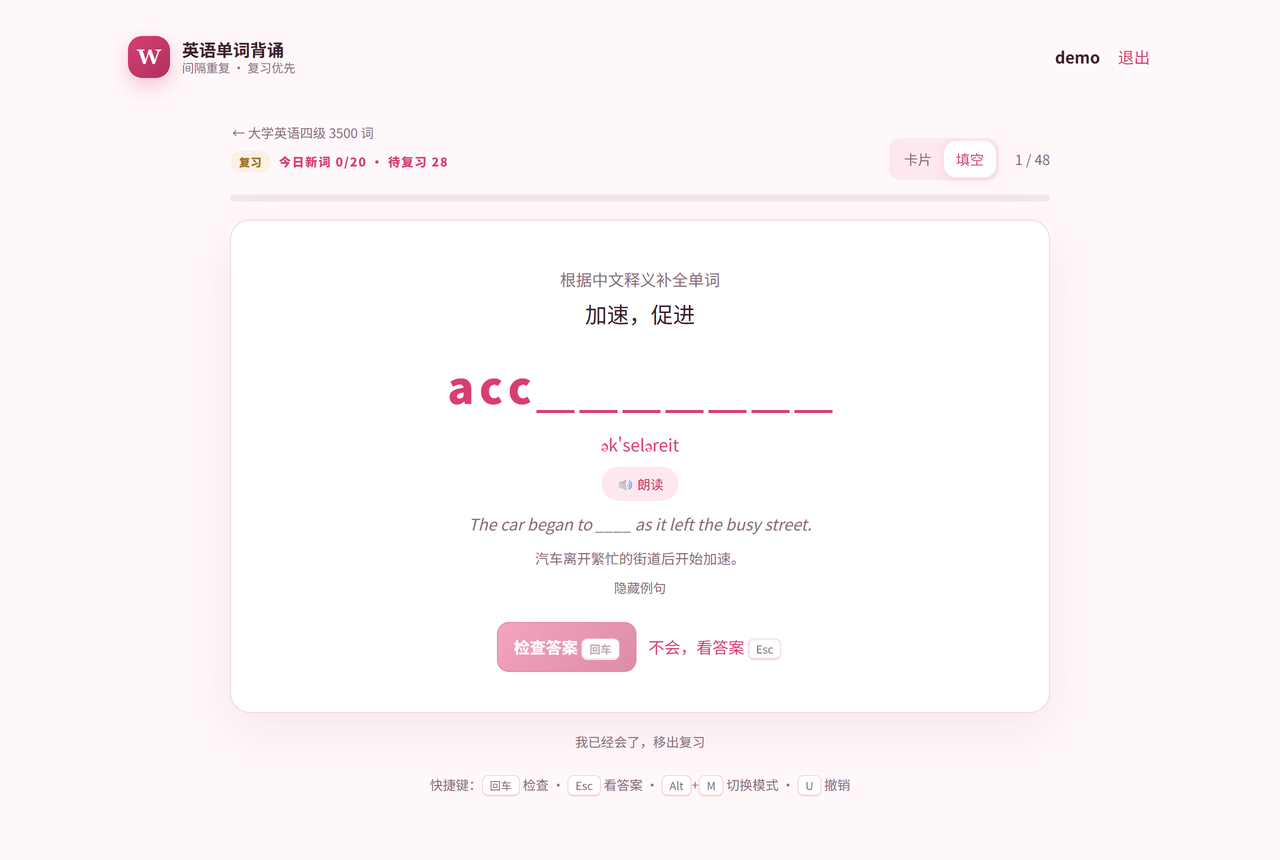 W
英语单词背诵
间隔重复 · 复习优先
demo 退出
← 大学英语四级 3500 词
复习 今日新词 0/20 · 待复习 28
卡片 填空 1 / 48
根据中文释义补全单词
加速，促进
acc_______
ək'seləreit
朗读
The car began to ____ as it left the busy street.
汽车离开繁忙的街道后开始加速。
隐藏例句
检查答案 回车 不会，看答案 Esc
我已经会了，移出复习
快捷键： 回车 检查 · Esc 看答案 · Alt + M 切换模式 · U 撤销